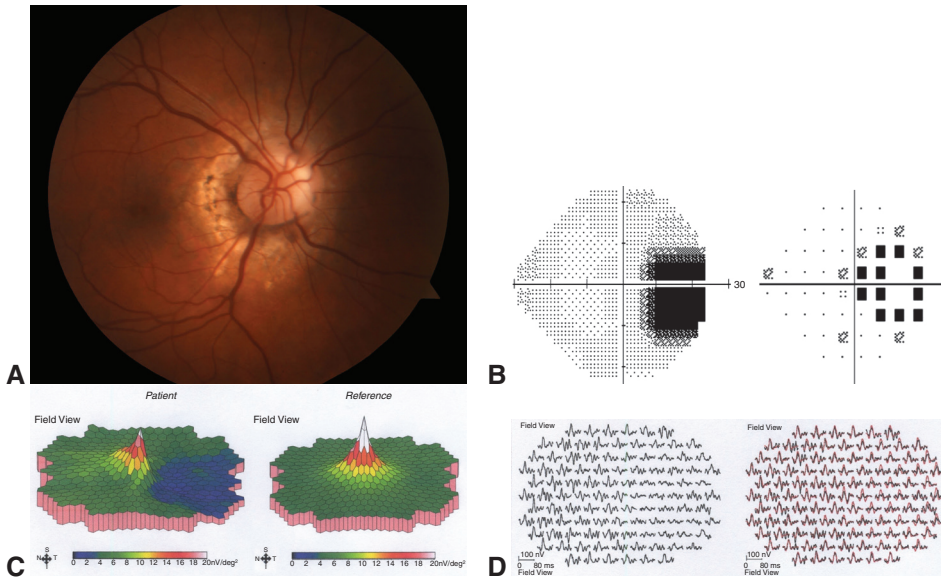 A
30
B
Patient
Reference
Field View
Field View
S
N T
I
0 2 4 6 8 10 12 14 16 18 20nV/deg²
S
N T
I
0 2 4 6 8 10 12 14 16 18 20nV/deg²
C
Field View
Field View
100 nV
0 80 ms
Field View
100 nV
0 80 ms
Field View
D